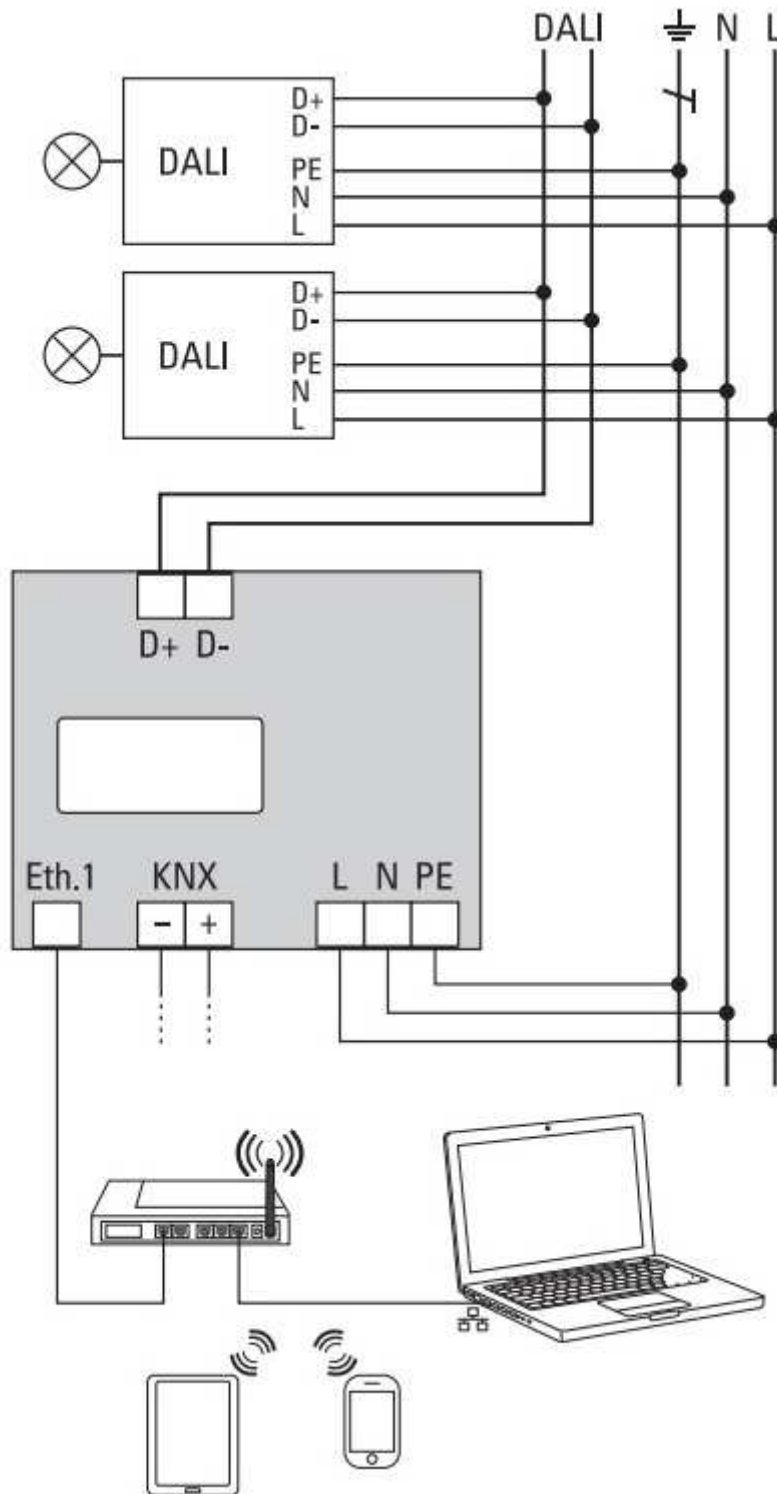 DALI N L
D+
D-
DALI PE
N
L
D+
D-
DALI PE
N
L
D+ D-
Eth.1 KNX L N PE
- +